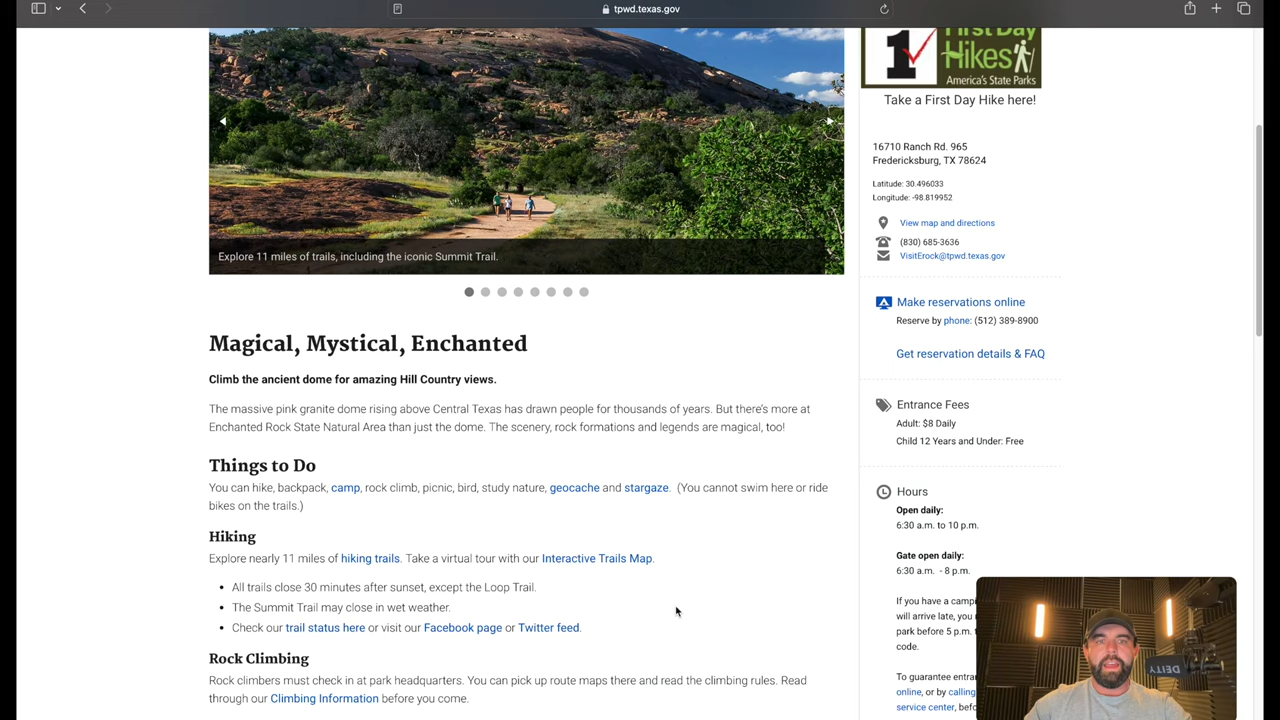 tpwd.texas.gov
First Day
Hikes
1
America's State Parks
Take a First Day Hike here!
16710 Ranch Rd. 965
Fredericksburg, TX 78624
Latitude: 30.496033
Longitude: -98.819952
View map and directions
(830) 685-3636
VisitErock@tpwd.texas.gov
Explore 11 miles of trails, including the iconic Summit Trail.
Make reservations online
Reserve by phone: (512) 389-8900
Get reservation details & FAQ
Magical, Mystical, Enchanted
Climb the ancient dome for amazing Hill Country views.
The massive pink granite dome rising above Central Texas has drawn people for thousands of years. But there's more at
Enchanted Rock State Natural Area than just the dome. The scenery, rock formations and legends are magical, too!
Things to Do
You can hike, backpack, camp, rock climb, picnic, bird, study nature, geocache and stargaze. (You cannot swim here or ride
bikes on the trails.)
Hiking
Explore nearly 11 miles of hiking trails. Take a virtual tour with our Interactive Trails Map.
All trails close 30 minutes after sunset, except the Loop Trail.
The Summit Trail may close in wet weather.
Check our trail status here or visit our Facebook page or Twitter feed.
Rock Climbing
Rock climbers must check in at park headquarters. You can pick up route maps there and read the climbing rules. Read
through our Climbing Information before you come.
Entrance Fees
Adult: $8 Daily
Child 12 Years and Under: Free
Hours
Open daily:
6:30 a.m. to 10 p.m.
Gate open daily:
6:30 a.m. - 8 p.m.
If you have a
will arrive late, you
park before 5 p.m.
code.
To guarantee
online, or by calling
service center,
DEITY